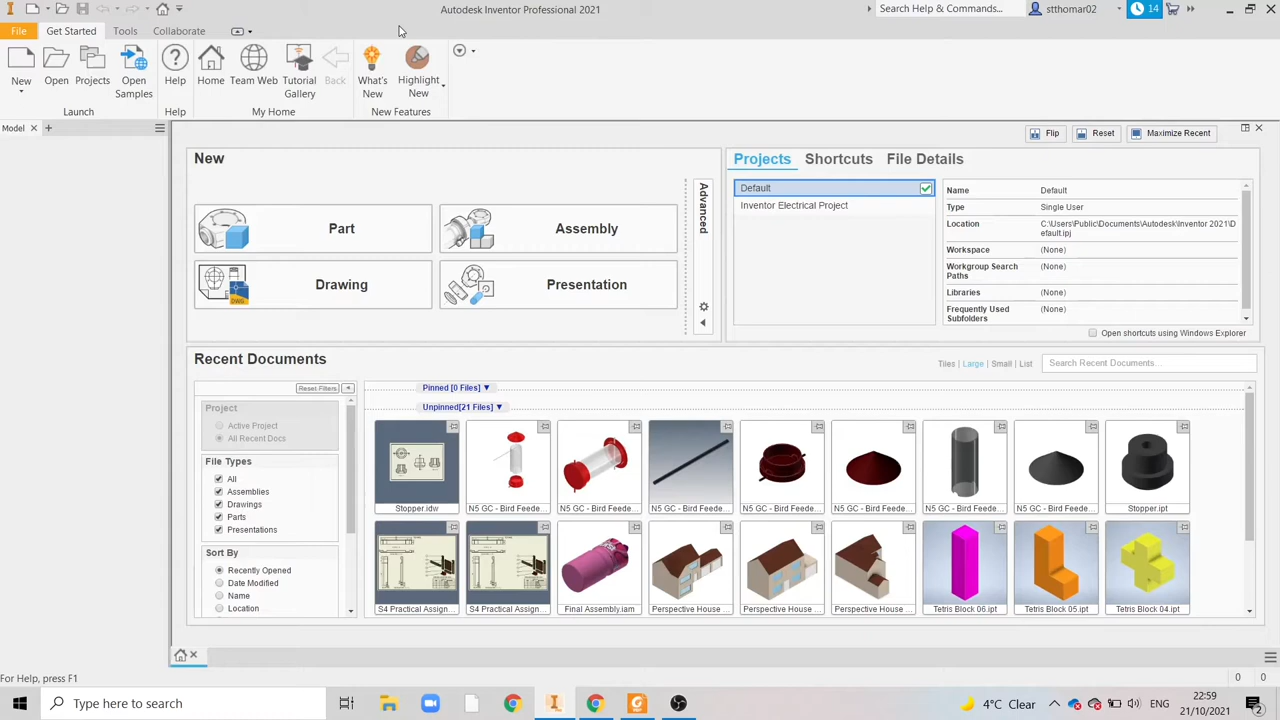 Autodesk Inventor Professional 2021
Search Help & Commands...
stthomar02
14
File Get Started Tools Collaborate
New Open Projects Open Samples Help Home Team Web Tutorial Gallery Back What's New Highlight New
Launch Help My Home New Features
Model
Flip Reset Maximize Recent
New
Part
Assembly
Drawing
Presentation
DWG
Advanced
Projects Shortcuts File Details
Default
Inventor Electrical Project
Name Default
Type Single User
Location C:\Users\Public\Documents\Autodesk\Inventor 2021\D
efault.ipj
Workspace (None)
Workgroup Search Paths (None)
Libraries (None)
Frequently Used Subfolders (None)
Open shortcuts using Windows Explorer
Recent Documents
Tiles | Large | Small | List
Search Recent Documents...
Reset Filters
Project
Active Project
All Recent Docs
File Types
All
Assemblies
Drawings
Parts
Presentations
Sort By
Recently Opened
Date Modified
Name
Location
Pinned [0 Files]
Unpinned[21 Files]
Stopper.idw N5 GC - Bird Feede... N5 GC - Bird Feede... N5 GC - Bird Feede... N5 GC - Bird Feede... N5 GC - Bird Feede... N5 GC - Bird Feede... N5 GC - Bird Feede... Stopper.ipt
S4 Practical Assign... S4 Practical Assign... Final Assembly.iam Perspective House ... Perspective House ... Perspective House ... Tetris Block 06.ipt Tetris Block 05.ipt Tetris Block 04.ipt
For Help, press F1
0 0
Type here to search
4°C Clear
ENG
22:59
21/10/2021
2